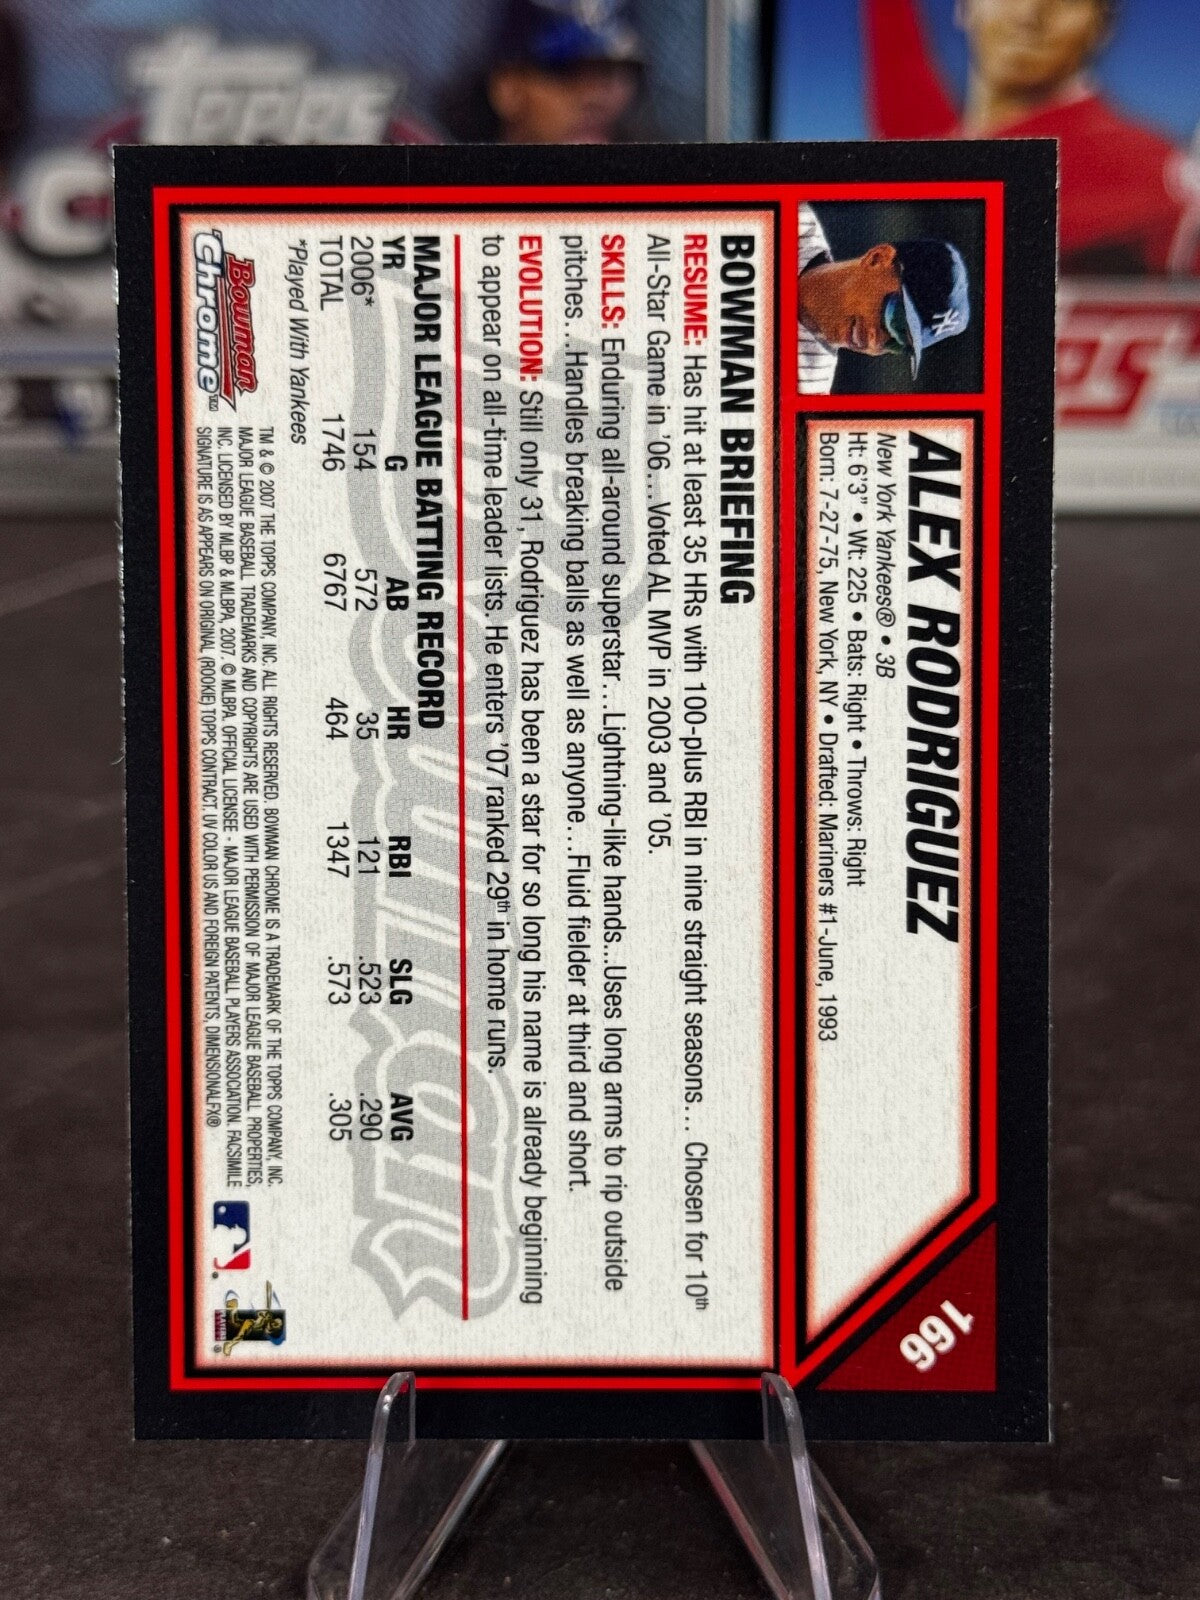 Topps
ALEX RODRIGUEZ
New York Yankees® • 3B
Ht: 6'3" • Wt: 225 • Bats: Right • Throws: Right
Born: 7-27-75, New York, NY • Drafted: Mariners #1-June, 1993
166
BOWMAN BRIEFING
RESUME: Has hit at least 35 HRs with 100-plus RBI in nine straight seasons... Chosen for 10th
All-Star Game in '06...Voted AL MVP in 2003 and '05.
SKILLS: Enduring all-around superstar...Lightning-like hands...Uses long arms to rip outside
pitches...Handles breaking balls as well as anyone...Fluid fielder at third and short.
EVOLUTION: Still only 31, Rodriguez has been a star for so long his name is already beginning
to appear on all-time leader lists. He enters '07 ranked 29th in home runs.
MAJOR LEAGUE BATTING RECORD
YR G AB HR RBI SLG AVG
2006* 154 572 35 121 .523 .290
TOTAL 1746 6767 464 1347 .573 .305
*Played With Yankees
Bowman
Chrome™
TM & © 2007 THE TOPPS COMPANY, INC. ALL RIGHTS RESERVED. BOWMAN CHROME IS A TRADEMARK OF THE TOPPS COMPANY, INC.
MAJOR LEAGUE BASEBALL TRADEMARKS AND COPYRIGHTS ARE USED WITH PERMISSION OF MAJOR LEAGUE BASEBALL PROPERTIES,
INC. LICENSED BY MLBP & MLBPA, 2007. © MLBPA, OFFICIAL LICENSEE - MAJOR LEAGUE BASEBALL PLAYERS ASSOCIATION. FACSIMILE
SIGNATURE IS AS APPEARS ON ORIGINAL (ROOKIE) TOPPS CONTRACT. UV COLOR US AND FOREIGN PATENTS, DIMENSIONALFX®